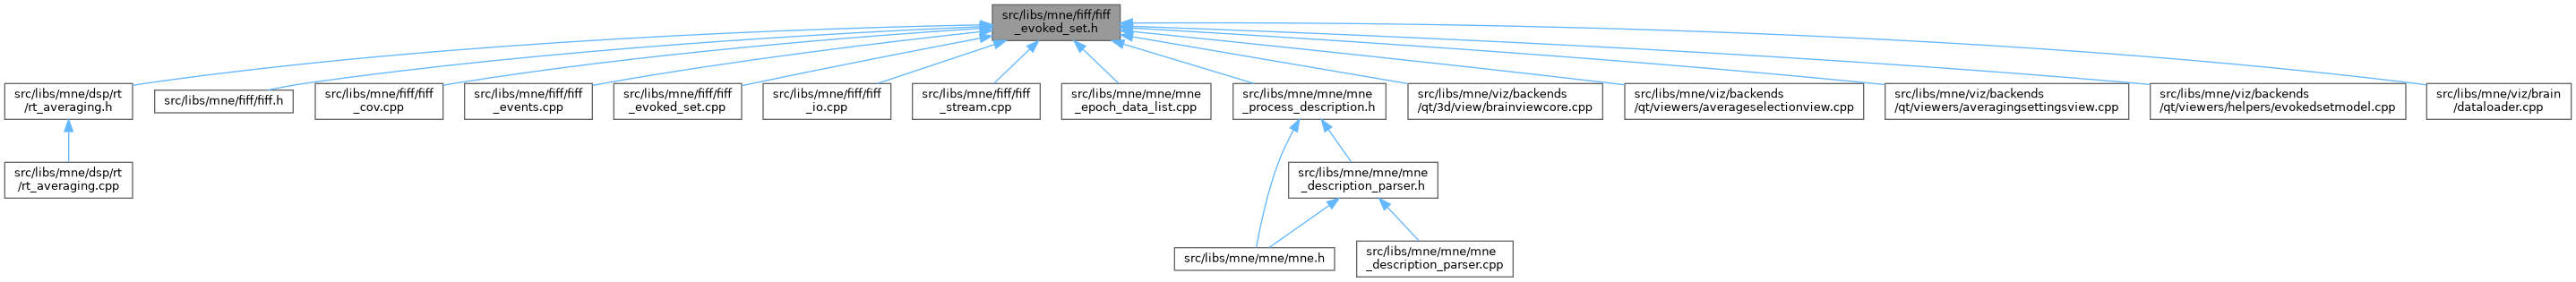 src/libs/mne/fiff/fiff
_evoked_set.h
src/libs/mne/dsp/rt
/rt_averaging.h
src/libs/mne/fiff/fiff.h
src/libs/mne/fiff/fiff
_cov.cpp
src/libs/mne/fiff/fiff
_events.cpp
src/libs/mne/fiff/fiff
_evoked_set.cpp
src/libs/mne/fiff/fiff
_io.cpp
src/libs/mne/fiff/fiff
_stream.cpp
src/libs/mne/mne/mne
_epoch_data_list.cpp
src/libs/mne/mne/mne
_process_description.h
src/libs/mne/viz/backends
/qt/3d/view/brainviewcore.cpp
src/libs/mne/viz/backends
/qt/viewers/averageselectionview.cpp
src/libs/mne/viz/backends
/qt/viewers/averagingsettingsview.cpp
src/libs/mne/viz/backends
/qt/viewers/helpers/evokedsetmodel.cpp
src/libs/mne/viz/brain
/dataloader.cpp
src/libs/mne/dsp/rt
/rt_averaging.cpp
src/libs/mne/mne/mne
_description_parser.h
src/libs/mne/mne/mne.h
src/libs/mne/mne/mne
_description_parser.cpp